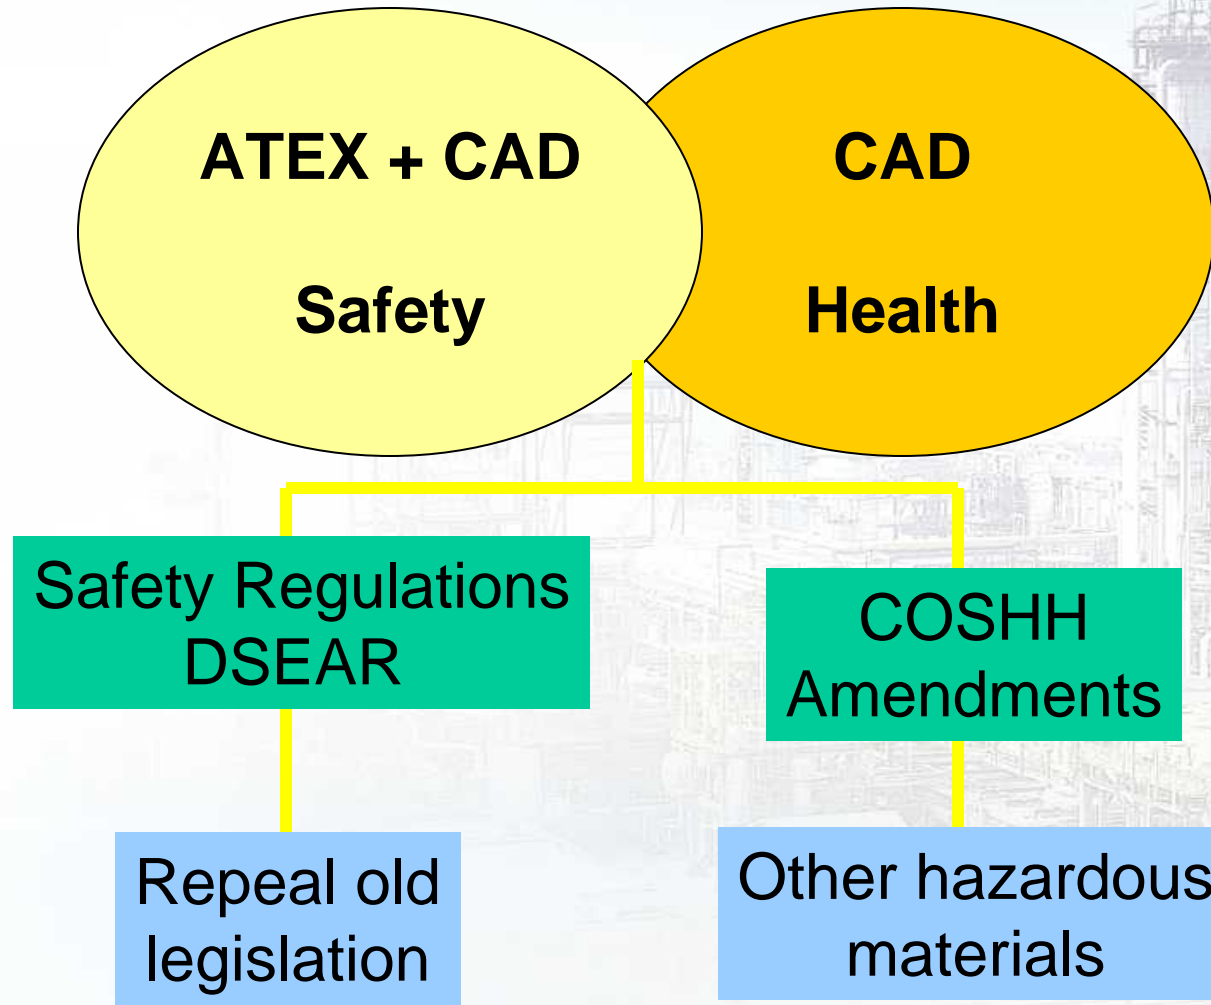 ATEX + CAD
Safety
CAD
Health
Safety Regulations
DSEAR
COSHH
Amendments
Repeal old
legislation
Other hazardous
materials